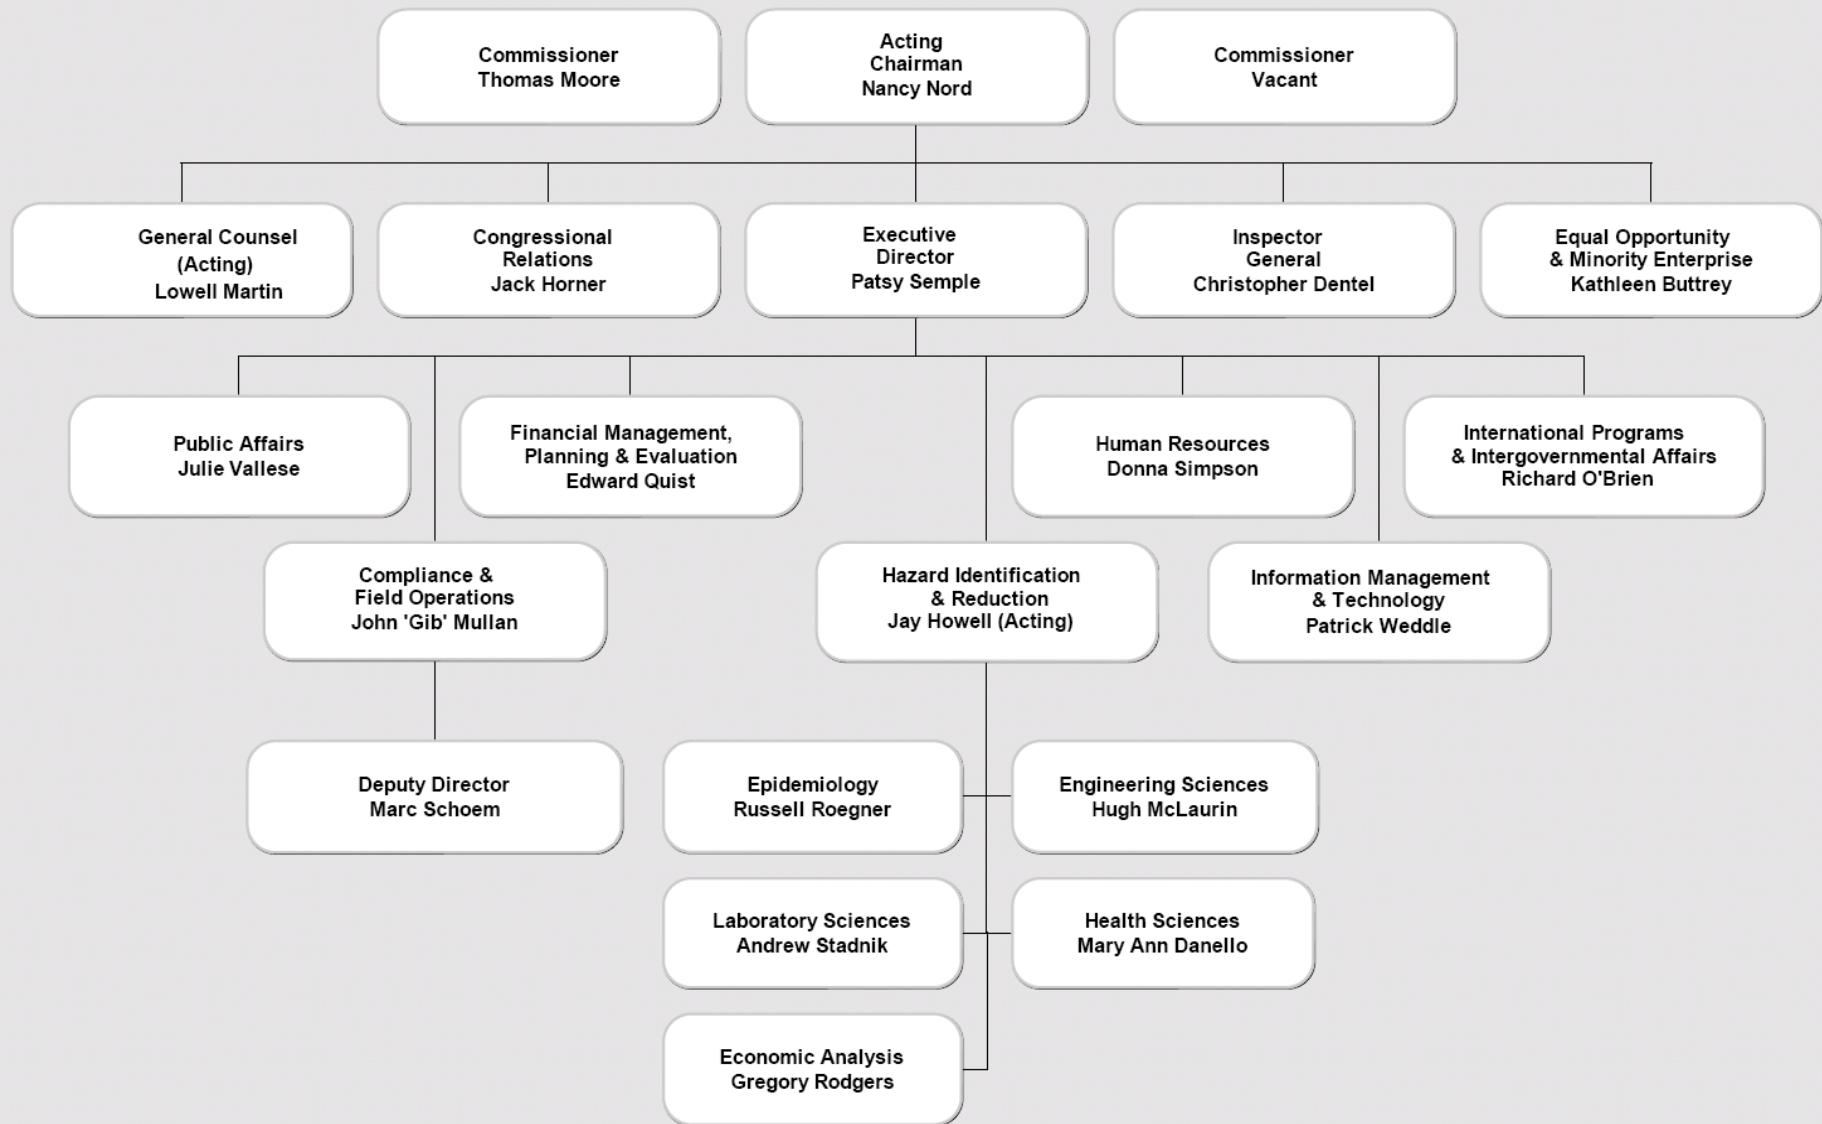 Commissioner
Thomas Moore
Acting
Chairman
Nancy Nord
Commissioner
Vacant
General Counsel
(Acting)
Lowell Martin
Congressional
Relations
Jack Horner
Executive
Director
Patsy Semple
Inspector
General
Christopher Dentel
Equal Opportunity
& Minority Enterprise
Kathleen Buttrey
Public Affairs
Julie Vallese
Financial Management,
Planning & Evaluation
Edward Quist
Human Resources
Donna Simpson
International Programs
& Intergovernmental Affairs
Richard O'Brien
Compliance &
Field Operations
John 'Gib' Mullan
Hazard Identification
& Reduction
Jay Howell (Acting)
Information Management
& Technology
Patrick Weddle
Deputy Director
Marc Schoem
Epidemiology
Russell Roegner
Engineering Sciences
Hugh McLaurin
Laboratory Sciences
Andrew Stadnik
Health Sciences
Mary Ann Danello
Economic Analysis
Gregory Rodgers